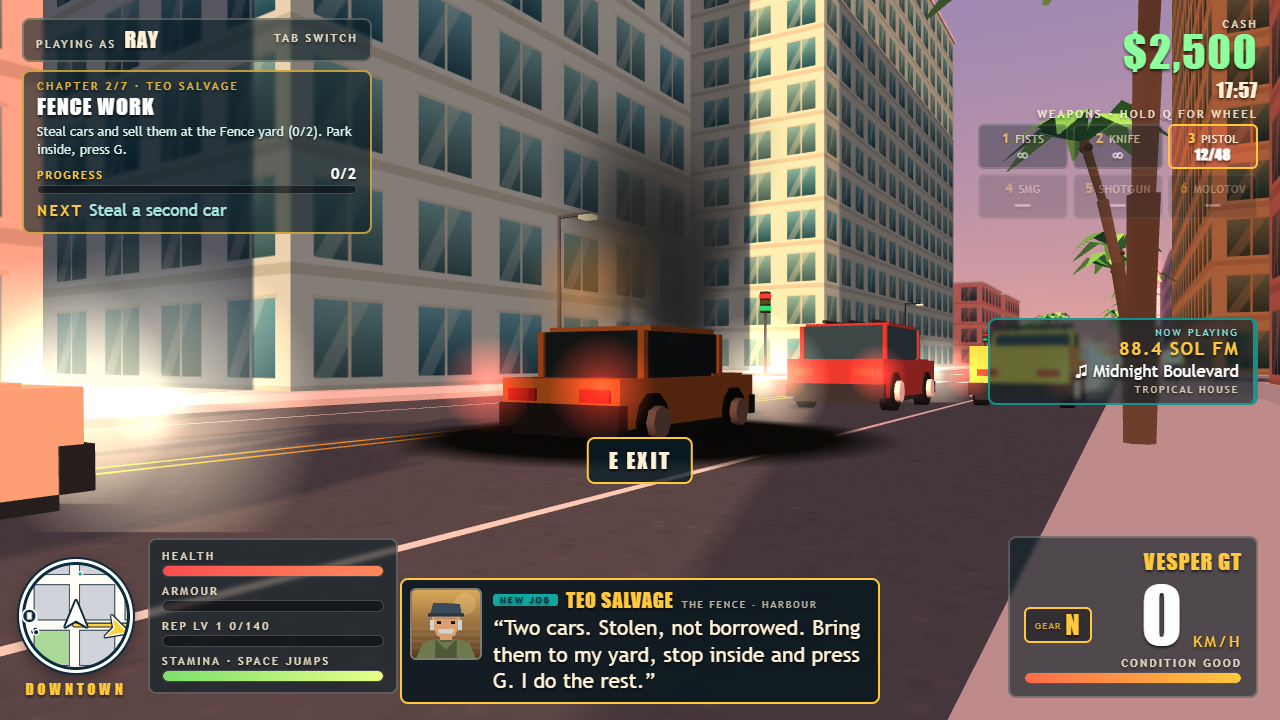 PLAYING AS RAY TAB SWITCH
CHAPTER 2/7 · TEO SALVAGE
FENCE WORK
Steal cars and sell them at the Fence yard (0/2). Park
inside, press G.
PROGRESS 0/2
NEXT Steal a second car
CASH
$2,500
17:57
WEAPONS · HOLD Q FOR WHEEL
1 FISTS 2 KNIFE 3 PISTOL
∞ ∞ 12/48
4 SMG 5 SHOTGUN 6 MOLOTOV
— — —
NOW PLAYING
88.4 SOL FM
♫ Midnight Boulevard
TROPICAL HOUSE
E EXIT
HEALTH
ARMOUR
REP LV 1 0/140
STAMINA · SPACE JUMPS
DOWNTOWN
NEW JOB TEO SALVAGE THE FENCE · HARBOUR
“Two cars. Stolen, not borrowed. Bring
them to my yard, stop inside and press
G. I do the rest.”
VESPER GT
GEAR N 0 KM/H
CONDITION GOOD